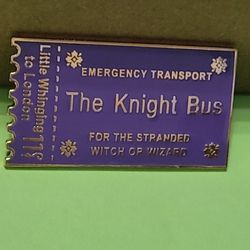 Little Whinging
to London
11¢
EMERGENCY TRANSPORT
The Knight Bus
FOR THE STRANDED
WITCH OR WIZARD